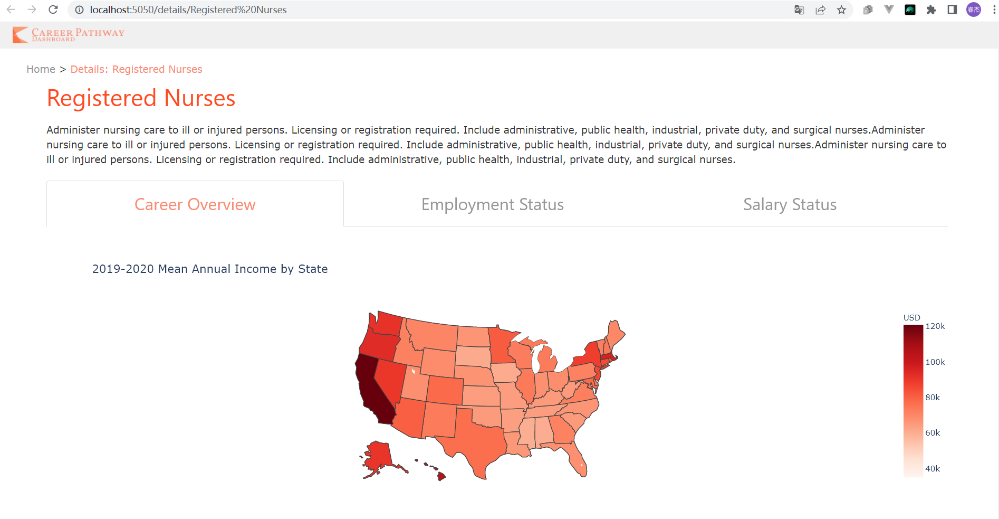 localhost:5050/details/Registered%20Nurses
睿杰
CAREER PATHWAY
DASHBOARD
Home > Details: Registered Nurses
Registered Nurses
Administer nursing care to ill or injured persons. Licensing or registration required. Include administrative, public health, industrial, private duty, and surgical nurses.Administer
nursing care to ill or injured persons. Licensing or registration required. Include administrative, public health, industrial, private duty, and surgical nurses.Administer nursing care to
ill or injured persons. Licensing or registration required. Include administrative, public health, industrial, private duty, and surgical nurses.
Career Overview
Employment Status
Salary Status
2019-2020 Mean Annual Income by State
USD
120k
100k
80k
60k
40k